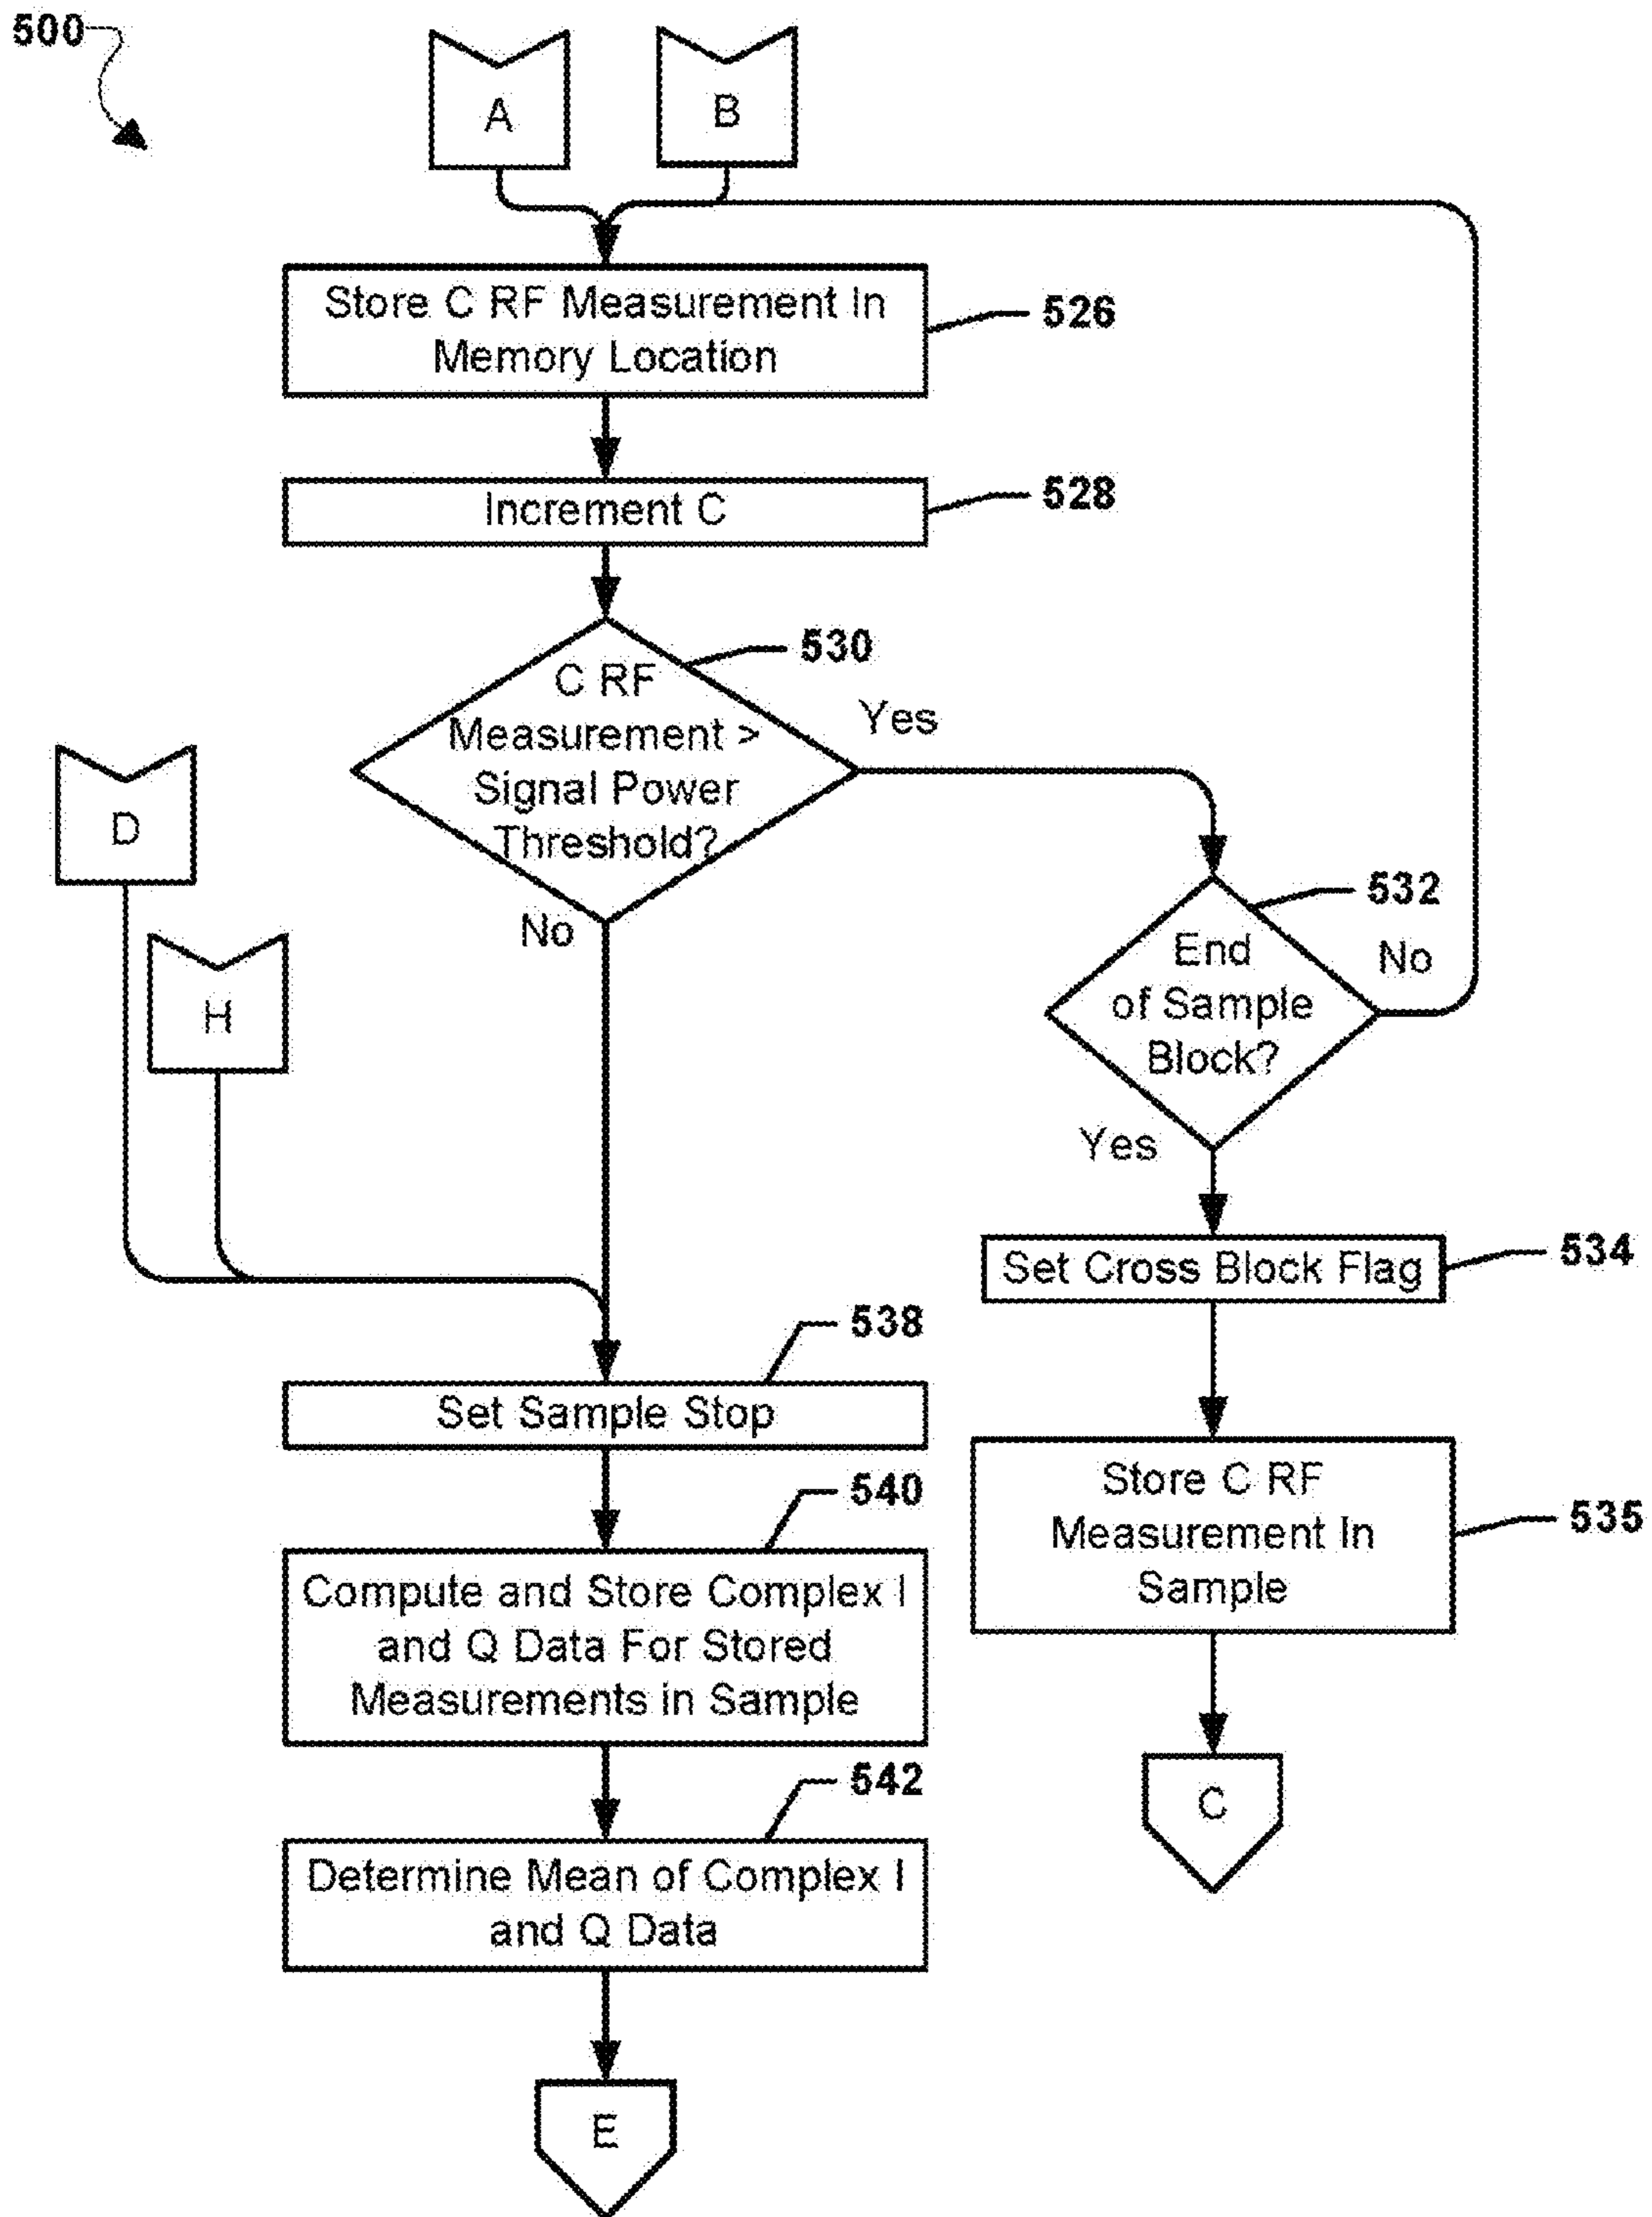 500
A
B
Store C RF Measurement In
Memory Location
526
Increment C
528
530
C RF
Measurement >
Signal Power
Threshold?
Yes
No
D
H
532
End
of Sample
Block?
No
Yes
Set Cross Block Flag
534
538
Set Sample Stop
Store C RF
Measurement In
Sample
535
540
Compute and Store Complex I
and Q Data For Stored
Measurements in Sample
C
542
Determine Mean of Complex I
and Q Data
E